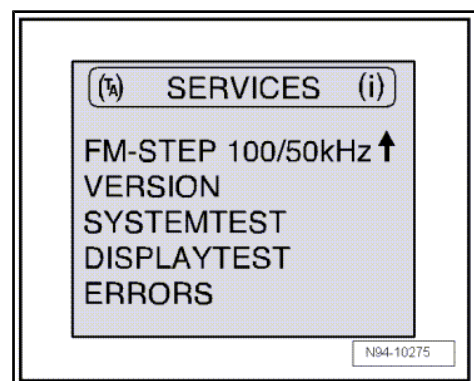 (TA) SERVICES (i)
FM-STEP 100/50kHz ↑
VERSION
SYSTEMTEST
DISPLAYTEST
ERRORS
N94-10275